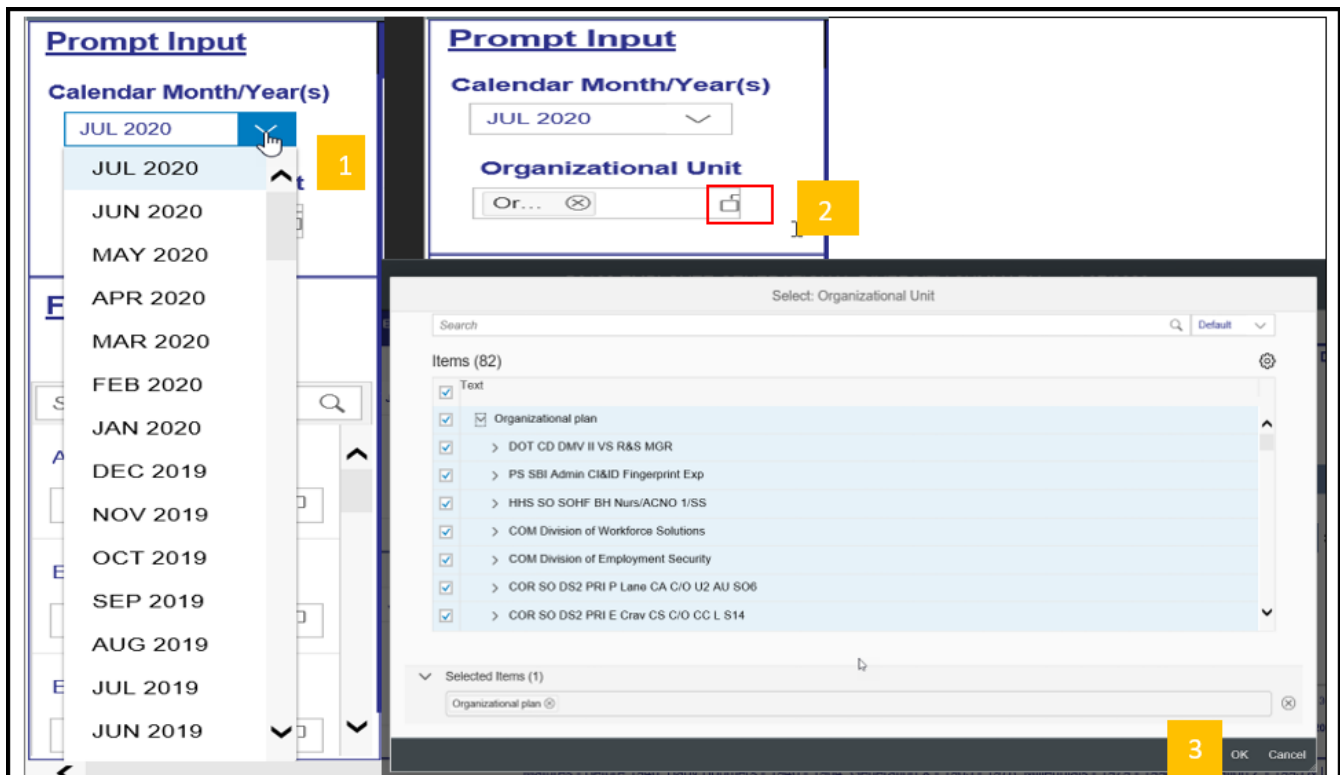 Prompt Input
Calendar Month/Year(s)
JUL 2020
1
JUL 2020
JUN 2020
MAY 2020
APR 2020
MAR 2020
FEB 2020
JAN 2020
DEC 2019
NOV 2019
OCT 2019
SEP 2019
AUG 2019
JUL 2019
JUN 2019
Prompt Input
Calendar Month/Year(s)
JUL 2020
Organizational Unit
Or...
2
Select: Organizational Unit
Search
Default
Items (82)
Text
Organizational plan
DOT CD DMV II VS R&S MGR
PS SBI Admin CI&ID Fingerprint Exp
HHS SO SOHF BH Nurs/ACNO 1/SS
COM Division of Workforce Solutions
COM Division of Employment Security
COR SO DS2 PRI P Lane CA C/O U2 AU SO6
COR SO DS2 PRI E Crav CS C/O CC L S14
Selected Items (1)
Organizational plan
3
OK Cancel